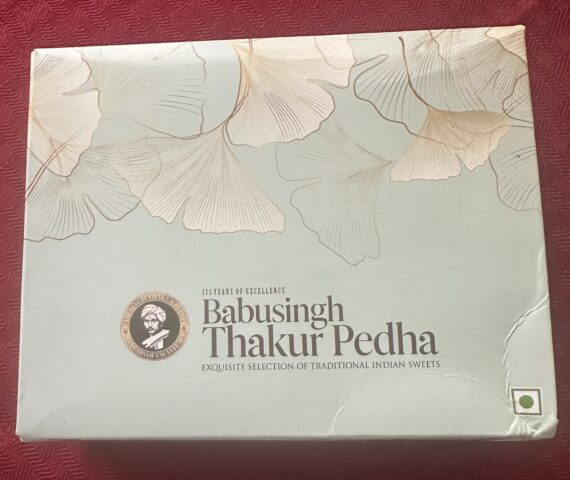 175 YEARS OF EXCELLENCE
Babusingh
Thakur Pedha
EXQUISITE SELECTION OF TRADITIONAL INDIAN SWEETS